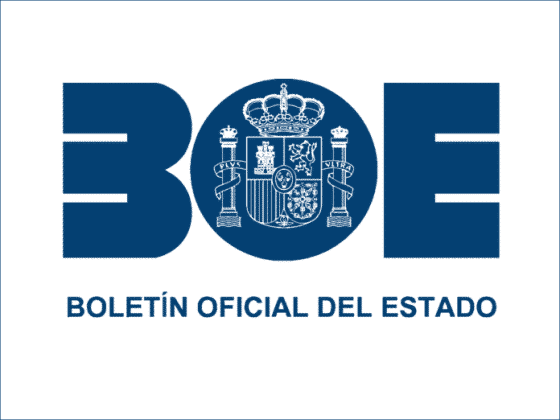 BOE
PLVS VLTRA
BOLETÍN OFICIAL DEL ESTADO